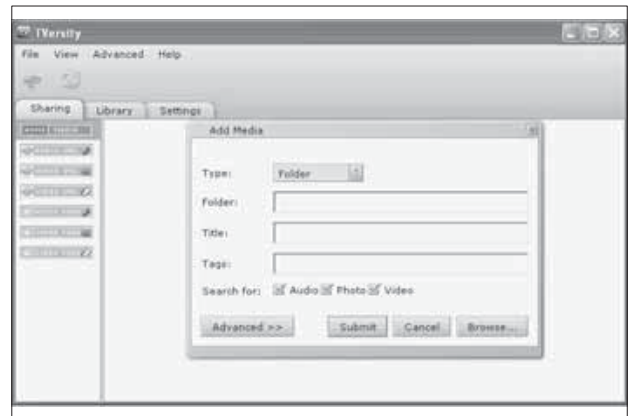 TVersity
File View Advanced Help
Sharing Library Settings
Add Media
Type: Folder
Folder:
Title:
Tags:
Search for: Audio Photo Video
Advanced >> Submit Cancel Browse...